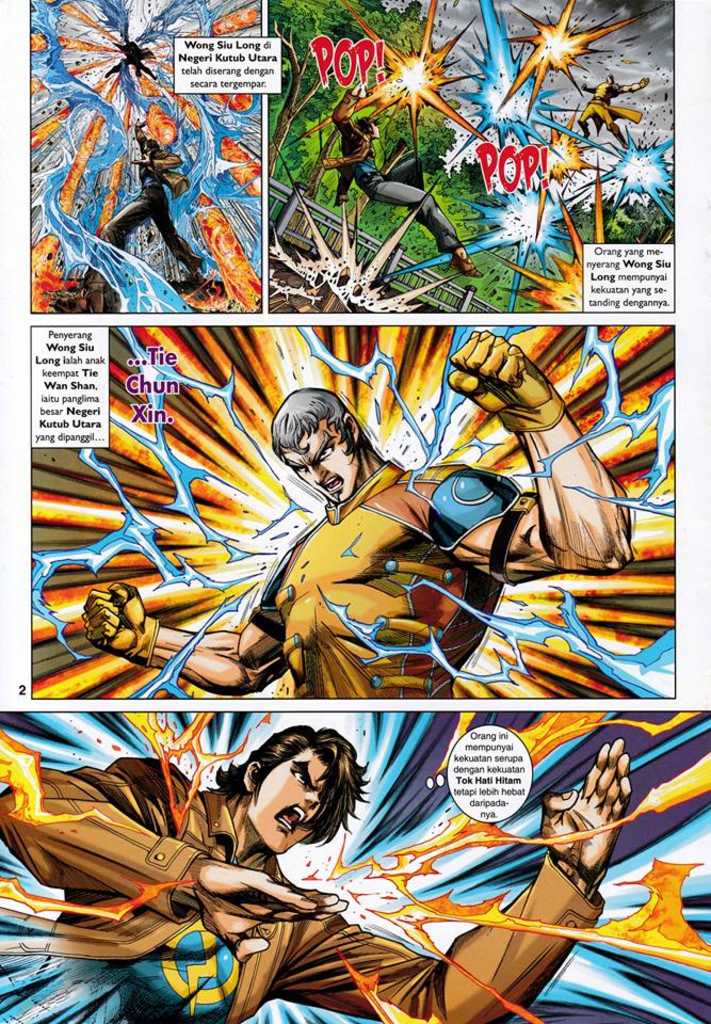 Wong Siu Long di
Negeri Kutub Utara
telah diserang dengan
secara tergempar.
POP!
POP!
Orang yang me-
nyerang Wong Siu
Long mempunyai
kekuatan yang se-
tanding dengannya.
Penyerang
Wong Siu
Long ialah anak
keempat Tie
Wan Shan,
iaitu panglima
besar Negeri
Kutub Utara
yang dipanggil...
...Tie
Chun
Xin.
2
Orang ini
mempunyai
kekuatan serupa
dengan kekuatan
Tok Hati Hitam
tetapi lebih hebat
daripada-
nya.